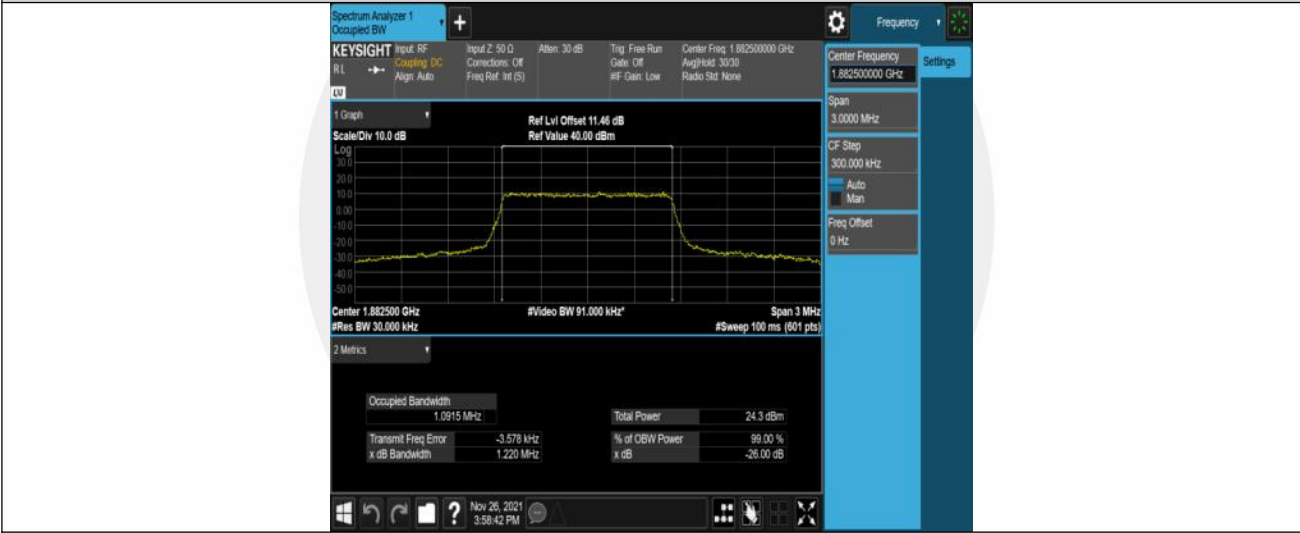 Spectrum Analyzer 1
Occupied BW
Frequency
KEYSIGHT
Input: RF
Input Z: 50 Ω
Atten: 30 dB
Trig: Free Run
Center Freq: 1.882500000 GHz
RL
Coupling: DC
Corrections: Off
Gate: Off
Avg|Hold: 30/30
Align: Auto
Freq Ref: Int (S)
#IF Gain: Low
Radio Std: None
Center Frequency
1.882500000 GHz
Settings
Span
3.0000 MHz
CF Step
300.000 kHz
Auto
Man
Freq Offset
0 Hz
1 Graph
Ref Lvl Offset 11.46 dB
Scale/Div 10.0 dB
Ref Value 40.00 dBm
Log
30.0
20.0
10.0
0.00
-10.0
-20.0
-30.0
-40.0
-50.0
Center 1.882500 GHz
#Video BW 91.000 kHz*
Span 3 MHz
#Res BW 30.000 kHz
#Sweep 100 ms (601 pts)
2 Metrics
Occupied Bandwidth
1.0915 MHz
Total Power
24.3 dBm
Transmit Freq Error
-3.578 kHz
% of OBW Power
99.00 %
x dB Bandwidth
1.220 MHz
x dB
-26.00 dB
?
Nov 26, 2021
3:58:42 PM